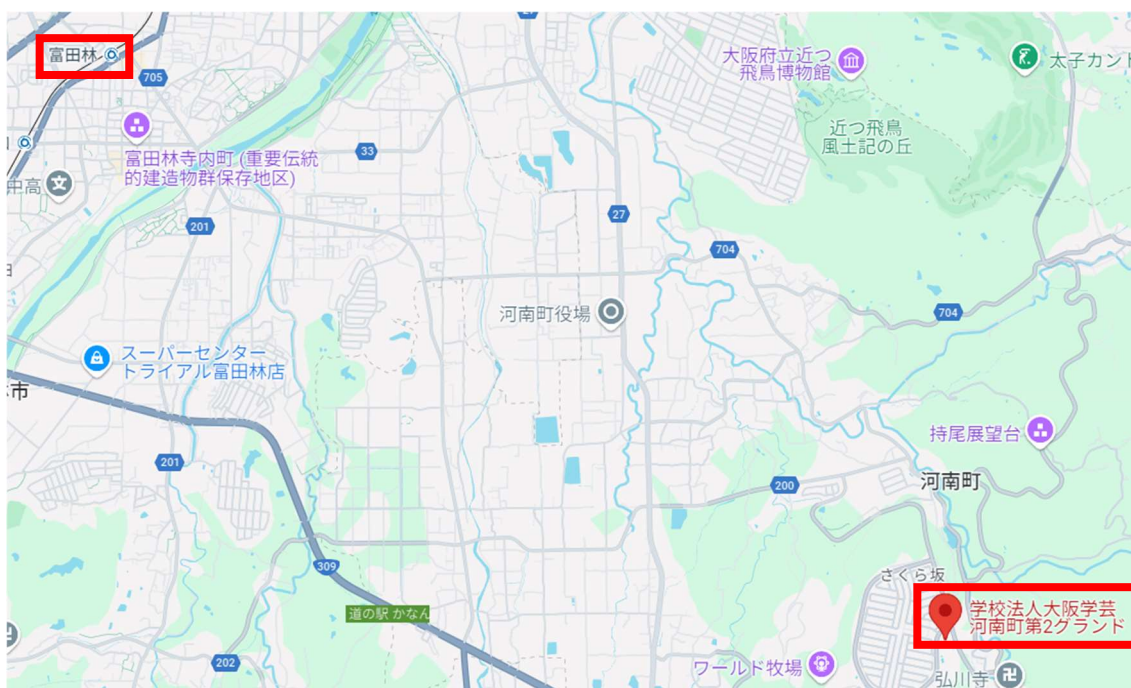 富田林
705
27
大阪府立近つ
飛鳥博物館
太子カント
近つ飛鳥
風土記の丘
33
富田林寺内町 (重要伝統
的建造物群保存地区)
中高
201
27
704
河南町役場
704
スーパーセンター
トライアル富田林店
市
持尾展望台
201
200
河南町
309
さくら坂
道の駅 かなん
学校法人大阪学芸
河南町第2グランド
202
ワールド牧場
弘川寺